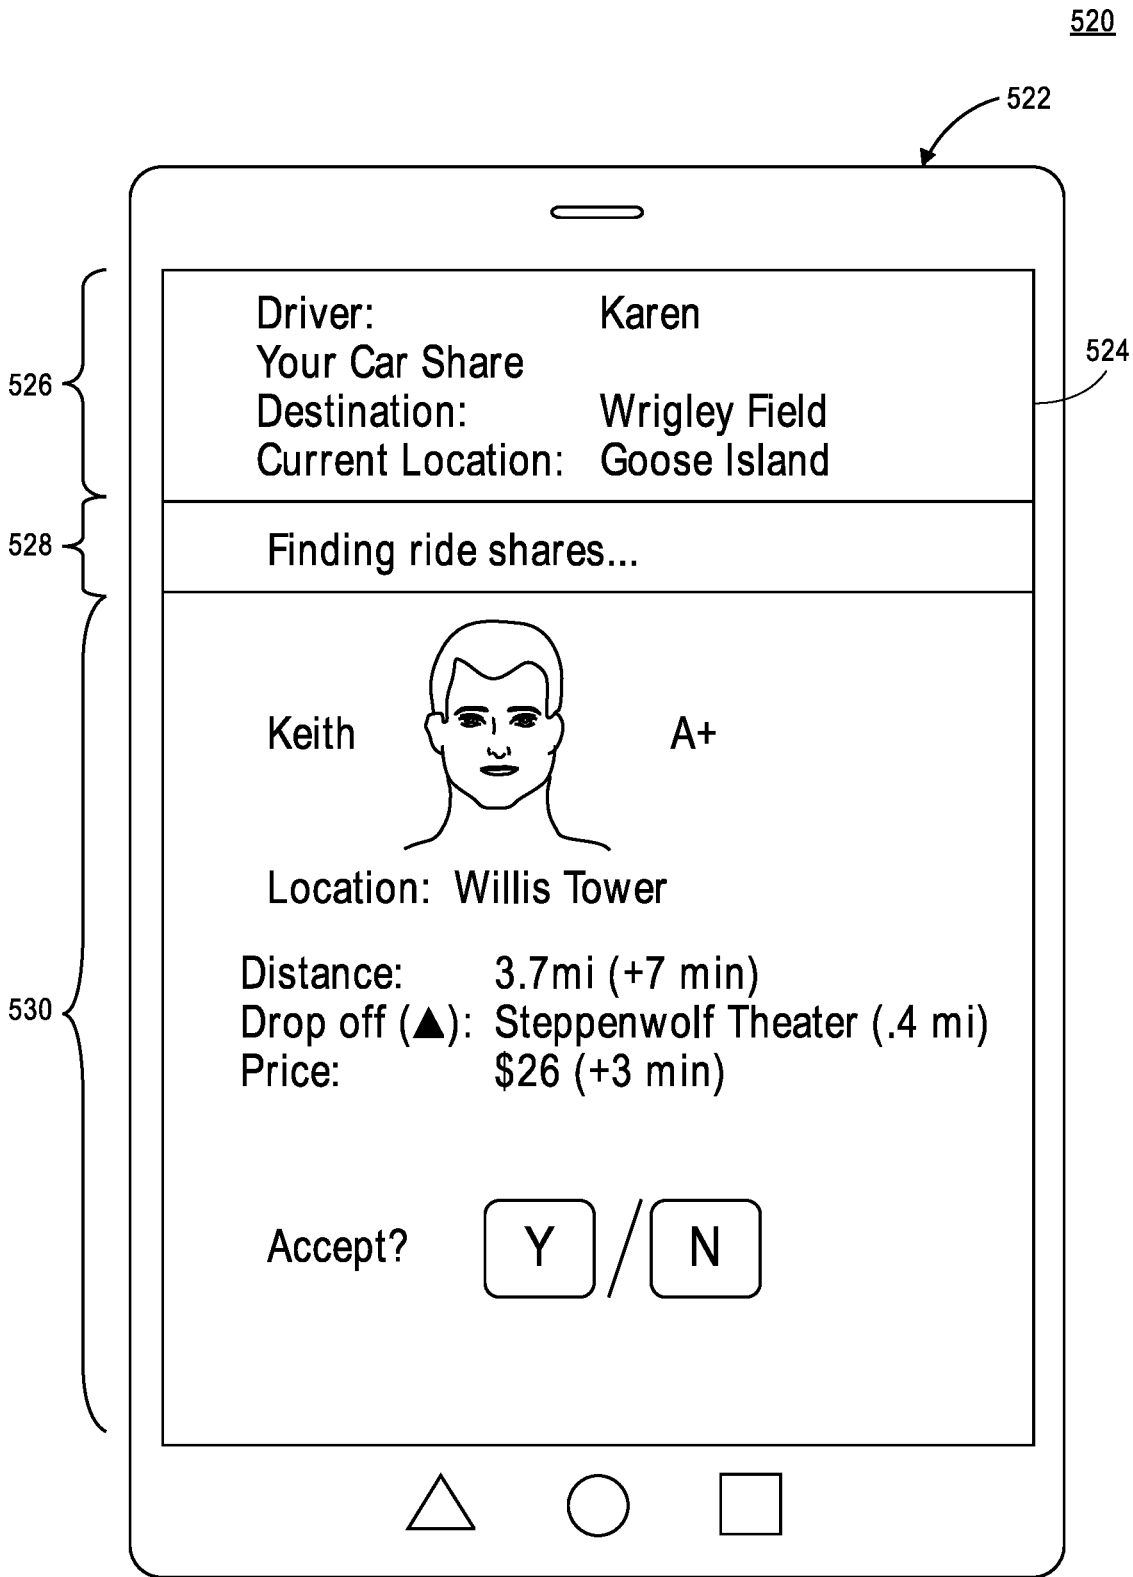 520
522
Driver: Karen
Your Car Share
Destination: Wrigley Field
Current Location: Goose Island
524
526
Finding ride shares...
528
Keith A+
Location: Willis Tower
Distance: 3.7mi (+7 min)
Drop off (▲): Steppenwolf Theater (.4 mi)
Price: $26 (+3 min)
530
Accept? Y / N